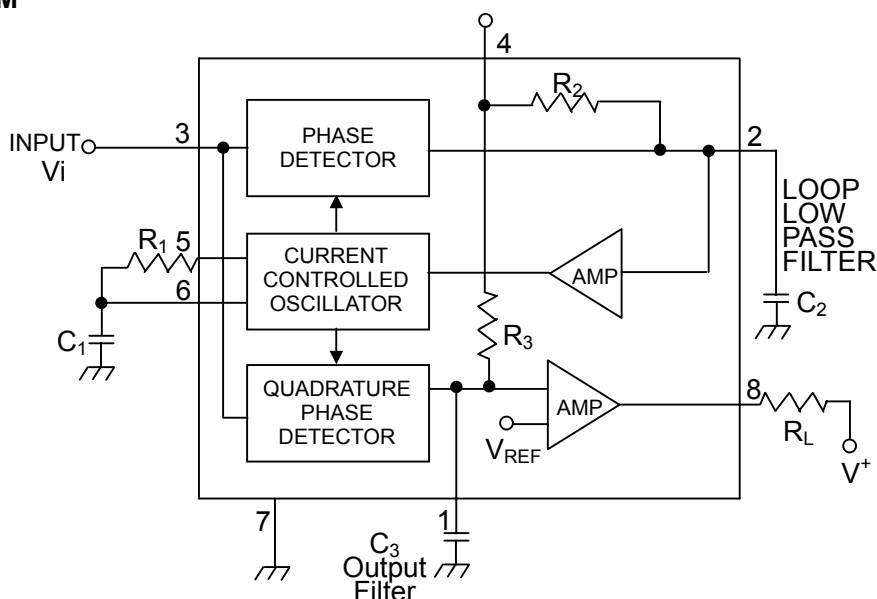 M
4
R2
INPUT
3
Vi
PHASE
DETECTOR
2
LOOP
LOW
PASS
FILTER
R1
5
CURRENT
CONTROLLED
OSCILLATOR
AMP
6
C1
C2
R3
QUADRATURE
PHASE
DETECTOR
AMP
VREF
8
RL
V+
7
1
C3
Output
Filter